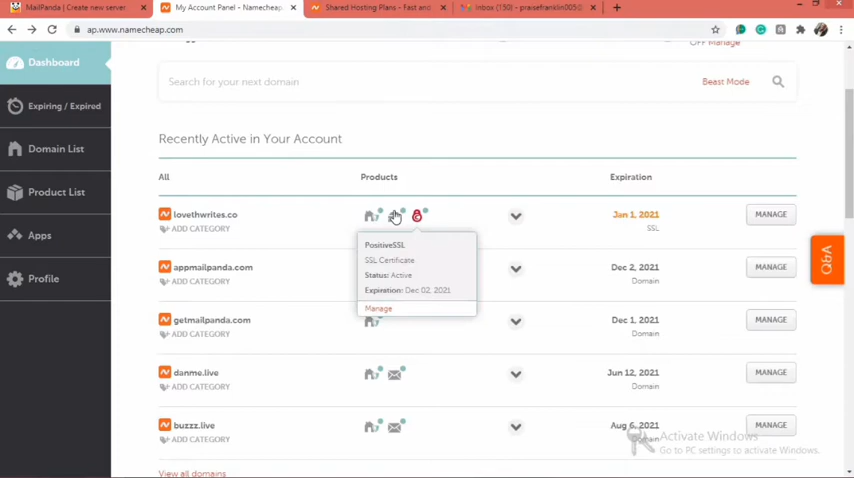 MailPanda | Create new server
My Account Panel - Namecheap
Shared Hosting Plans - Fast and
Inbox (150) - praisefranklin005@
ap.www.namecheap.com
Dashboard
Expiring / Expired
Domain List
Product List
Apps
Profile
OFF Manage
Search for your next domain
Beast Mode
Recently Active in Your Account
All
Products
Expiration
lovethwrites.co
ADD CATEGORY
Jan 1, 2021
SSL
MANAGE
PositiveSSL
SSL Certificate
Status: Active
Expiration: Dec 02, 2021
Manage
appmailpanda.com
ADD CATEGORY
Dec 2, 2021
Domain
MANAGE
getmailpanda.com
ADD CATEGORY
Dec 1, 2021
Domain
MANAGE
danme.live
ADD CATEGORY
Jun 12, 2021
Domain
MANAGE
buzzz.live
ADD CATEGORY
Aug 6, 2021
Domain
MANAGE
View all domains
Q&A
Activate Windows
Go to PC settings to activate Windows.